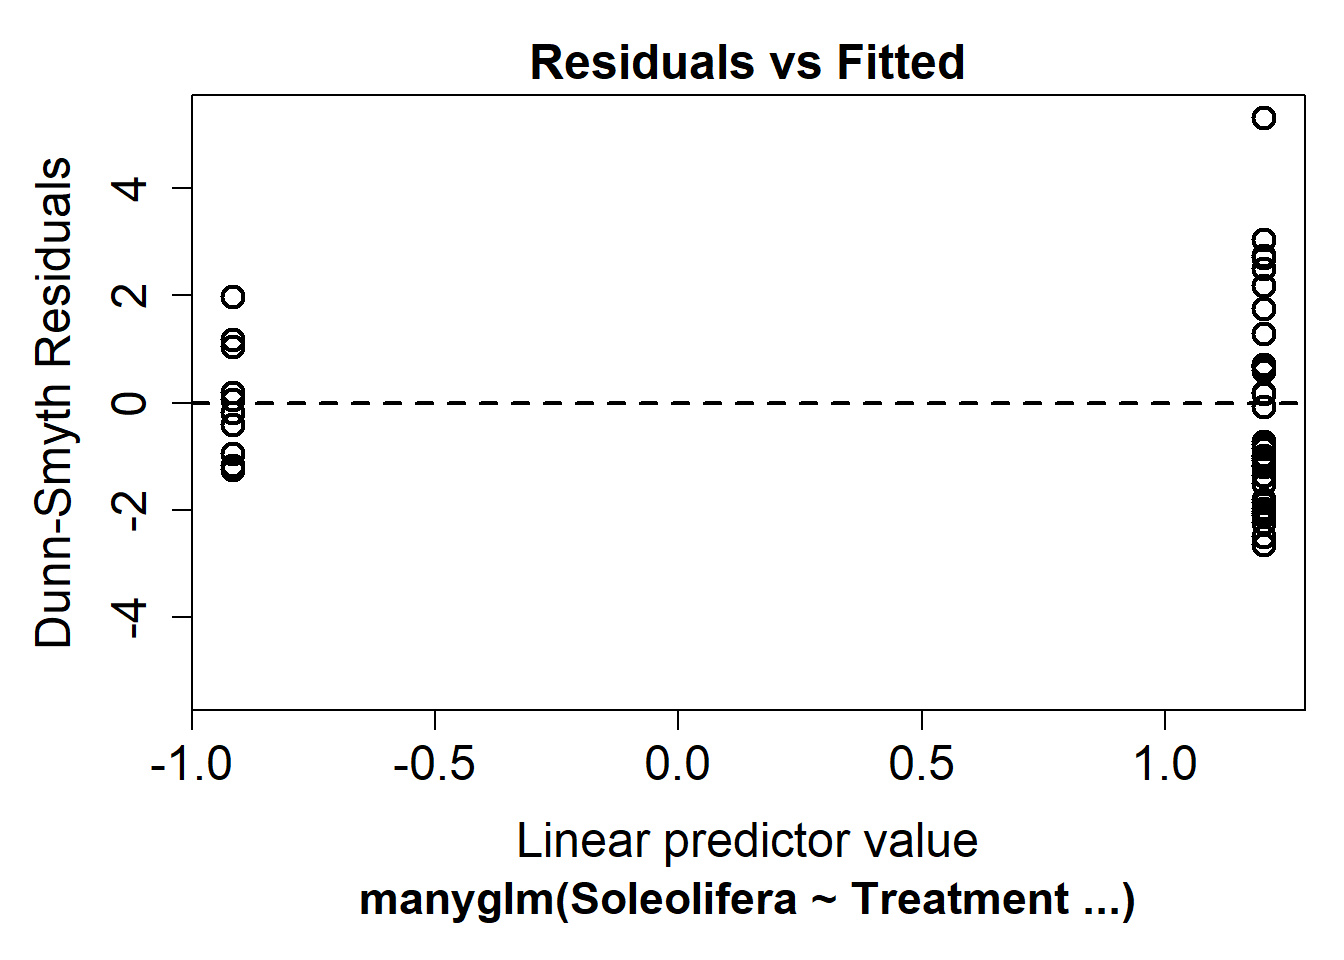 Residuals vs Fitted
Dunn-Smyth Residuals
4
2
0
-2
-4
-1.0 -0.5 0.0 0.5 1.0
Linear predictor value
manyglm(Soleolifera ~ Treatment ...)